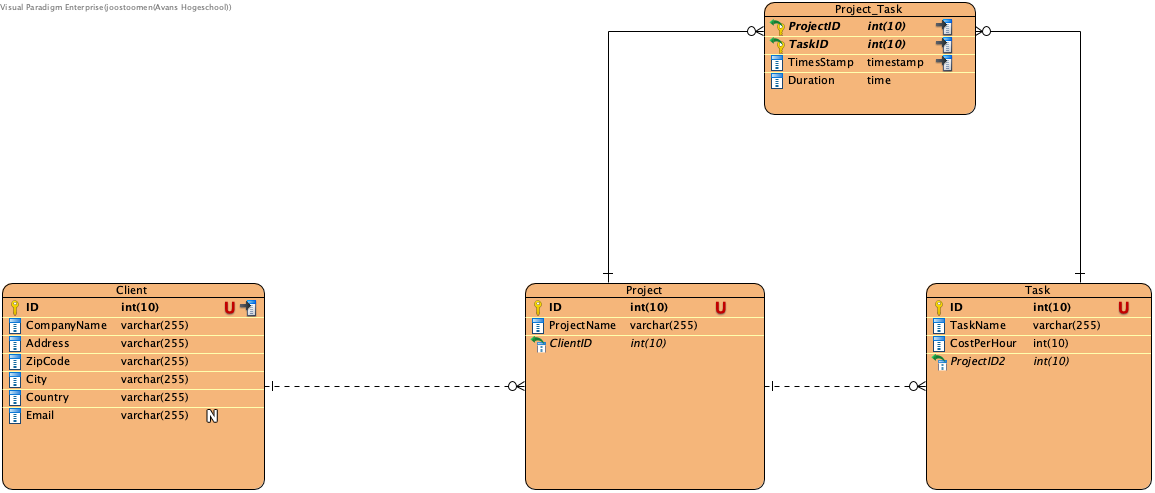 Visual Paradigm Enterprise(joostoomen(Avans Hogeschool))
Project_Task
ProjectID int(10)
TaskID int(10)
TimesStamp timestamp
Duration time
Client
ID int(10) U
CompanyName varchar(255)
Address varchar(255)
ZipCode varchar(255)
City varchar(255)
Country varchar(255)
Email varchar(255) N
Project
ID int(10) U
ProjectName varchar(255)
ClientID int(10)
Task
ID int(10) U
TaskName varchar(255)
CostPerHour int(10)
ProjectID2 int(10)